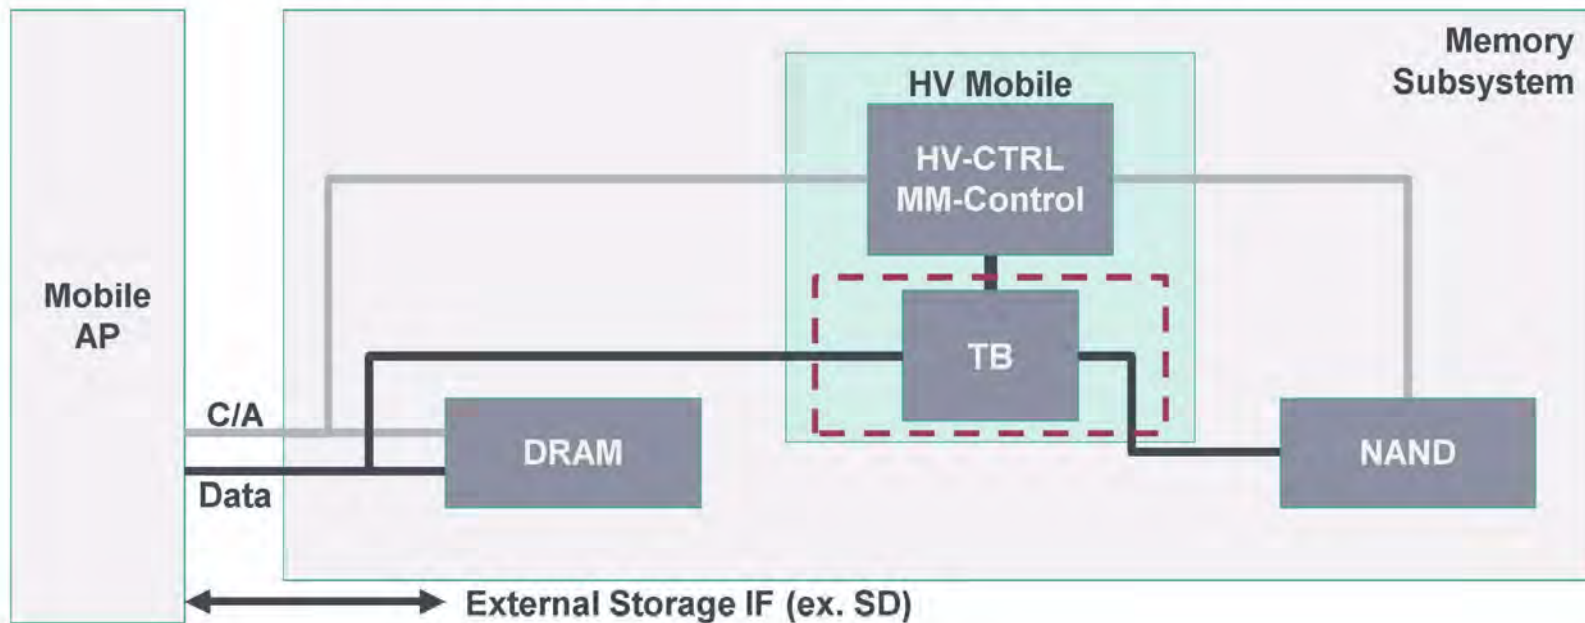 Memory
Subsystem
HV Mobile
HV-CTRL
MM-Control
Mobile
AP
TB
C/A
DRAM
NAND
Data
External Storage IF (ex. SD)